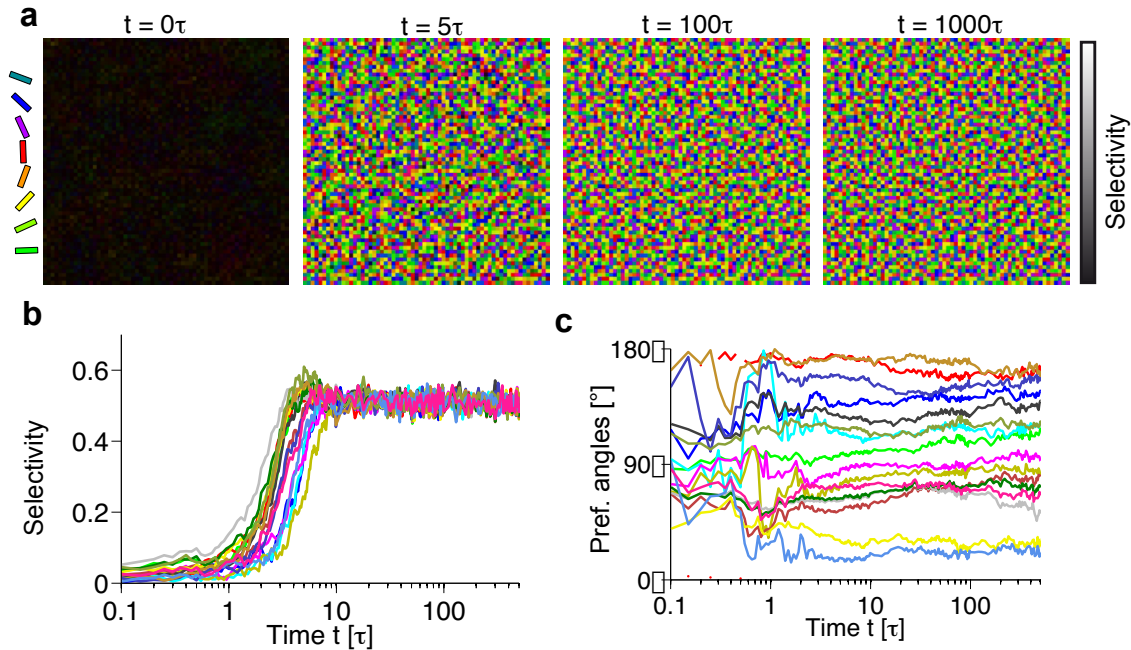 a
t = 0τ
t = 5τ
t = 100τ
t = 1000τ
Selectivity
b
Selectivity
0.6
0.4
0.2
0
0.1
1
10
100
Time t [τ]
c
Pref. angles [°]
180
90
0
0.1
1
10
100
Time t [τ]